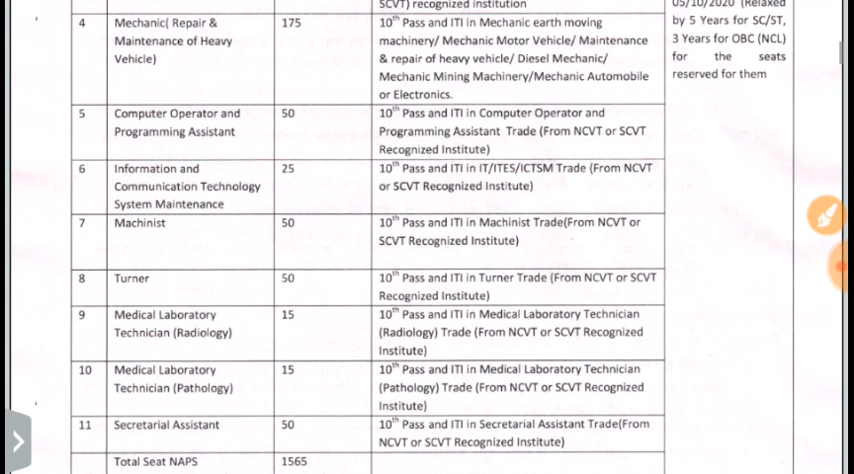 SCVT) recognized institution
05/10/2020 (Relaxed
by 5 Years for SC/ST,
3 Years for OBC (NCL)
for the seats
reserved for them
4 Mechanic( Repair & 175 10th Pass and ITI in Mechanic earth moving
Maintenance of Heavy machinery/ Mechanic Motor Vehicle/ Maintenance
Vehicle) & repair of heavy vehicle/ Diesel Mechanic/
Mechanic Mining Machinery/Mechanic Automobile
or Electronics.
5 Computer Operator and 50 10th Pass and ITI in Computer Operator and
Programming Assistant Programming Assistant Trade (From NCVT or SCVT
Recognized Institute)
6 Information and 25 10th Pass and ITI in IT/ITES/ICTSM Trade (From NCVT
Communication Technology or SCVT Recognized Institute)
System Maintenance
7 Machinist 50 10th Pass and ITI in Machinist Trade(From NCVT or
SCVT Recognized Institute)
8 Turner 50 10th Pass and ITI in Turner Trade (From NCVT or SCVT
Recognized Institute)
9 Medical Laboratory 15 10th Pass and ITI in Medical Laboratory Technician
Technician (Radiology) (Radiology) Trade (From NCVT or SCVT Recognized
Institute)
10 Medical Laboratory 15 10th Pass and ITI in Medical Laboratory Technician
Technician (Pathology) (Pathology) Trade (From NCVT or SCVT Recognized
Institute)
11 Secretarial Assistant 50 10th Pass and ITI in Secretarial Assistant Trade(From
NCVT or SCVT Recognized Institute)
Total Seat NAPS 1565